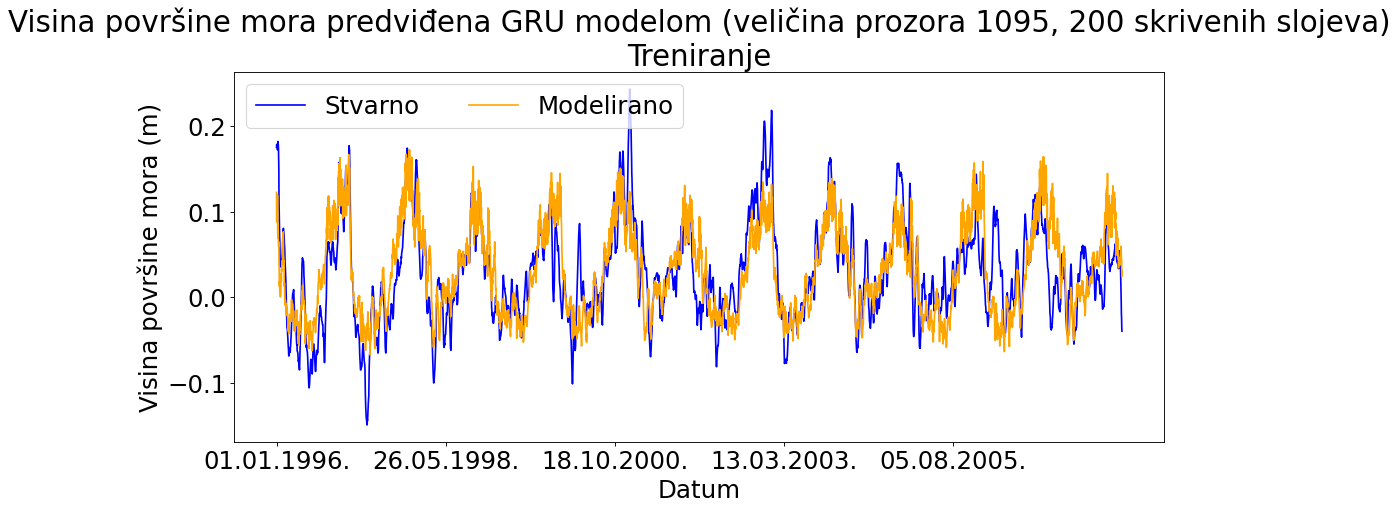 Visina površine mora predviđena GRU modelom (veličina prozora 1095, 200 skrivenih slojeva)
Treniranje
Stvarno
Modelirano
Visina površine mora (m)
0.2
0.1
0.0
−0.1
01.01.1996.
26.05.1998.
18.10.2000.
13.03.2003.
05.08.2005.
Datum